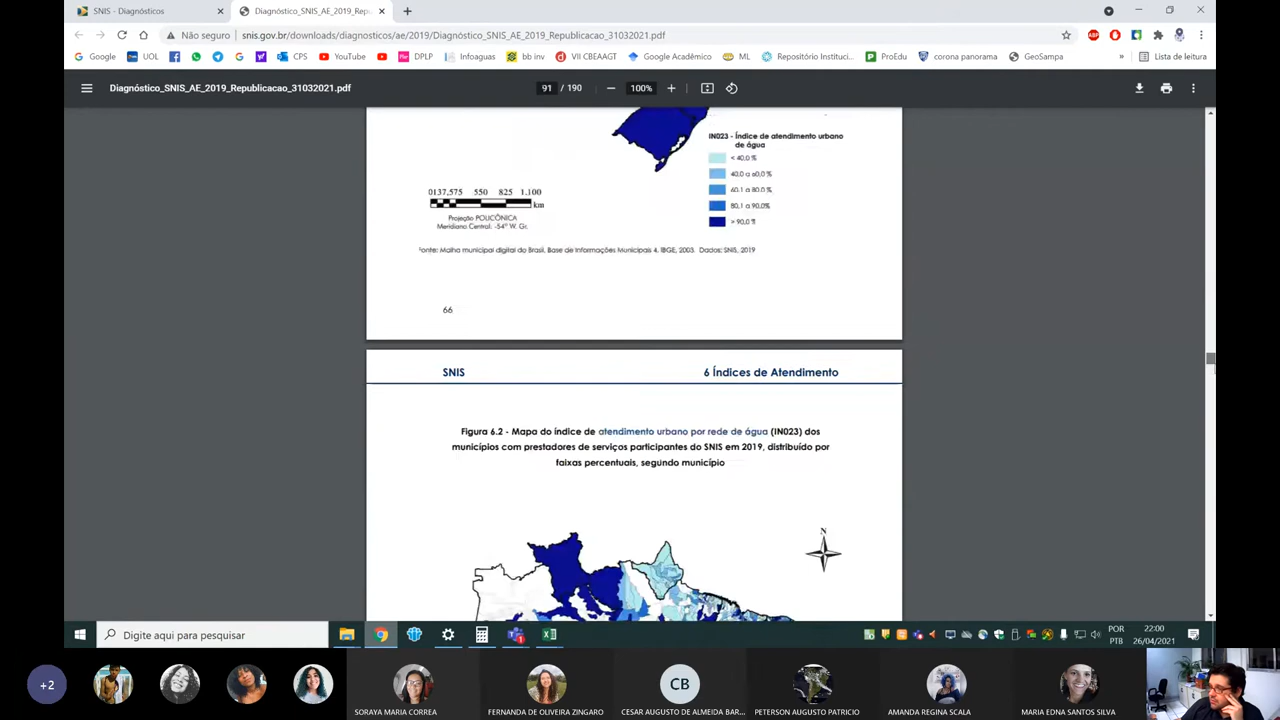 SNIS - Diagnósticos
Diagnóstico_SNIS_AE_2019_Repu
Não seguro
snis.gov.br/downloads/diagnosticos/ae/2019/Diagnóstico_SNIS_AE_2019_Republicacao_31032021.pdf
Google
UOL
CPS
YouTube
DPLP
Infoaguas
bb inv
VII CBEAAGT
Google Acadêmico
ML
Repositório Instituci...
ProEdu
corona panorama
GeoSampa
»
Lista de leitura
Diagnóstico_SNIS_AE_2019_Republicacao_31032021.pdf
91 / 190
100%
IN023 - Índice de atendimento urbano
de água
< 40,0 %
40,0 a 60,0 %
60,1 a 80,0 %
80,1 a 90,0%
> 90,0 %
0137,575 550 825 1.100
km
Projeção POLICÔNICA
Meridiano Central: -54º W. Gr.
Fonte: Malha municipal digital do Brasil, Base de Informações Municipais 4, IBGE, 2003. Dados: SNIS, 2019
66
SNIS
6 Índices de Atendimento
Figura 6.2 - Mapa do índice de atendimento urbano por rede de água (IN023) dos
municípios com prestadores de serviços participantes do SNIS em 2019, distribuído por
faixas percentuais, segundo município
N
Digite aqui para pesquisar
POR
PTB
22:00
26/04/2021
+2
CB
SORAYA MARIA CORREA
FERNANDA DE OLIVEIRA ZINGARO
CESAR AUGUSTO DE ALMEIDA BAR...
PETERSON AUGUSTO PATRICIO
AMANDA REGINA SCALA
MARIA EDNA SANTOS SILVA